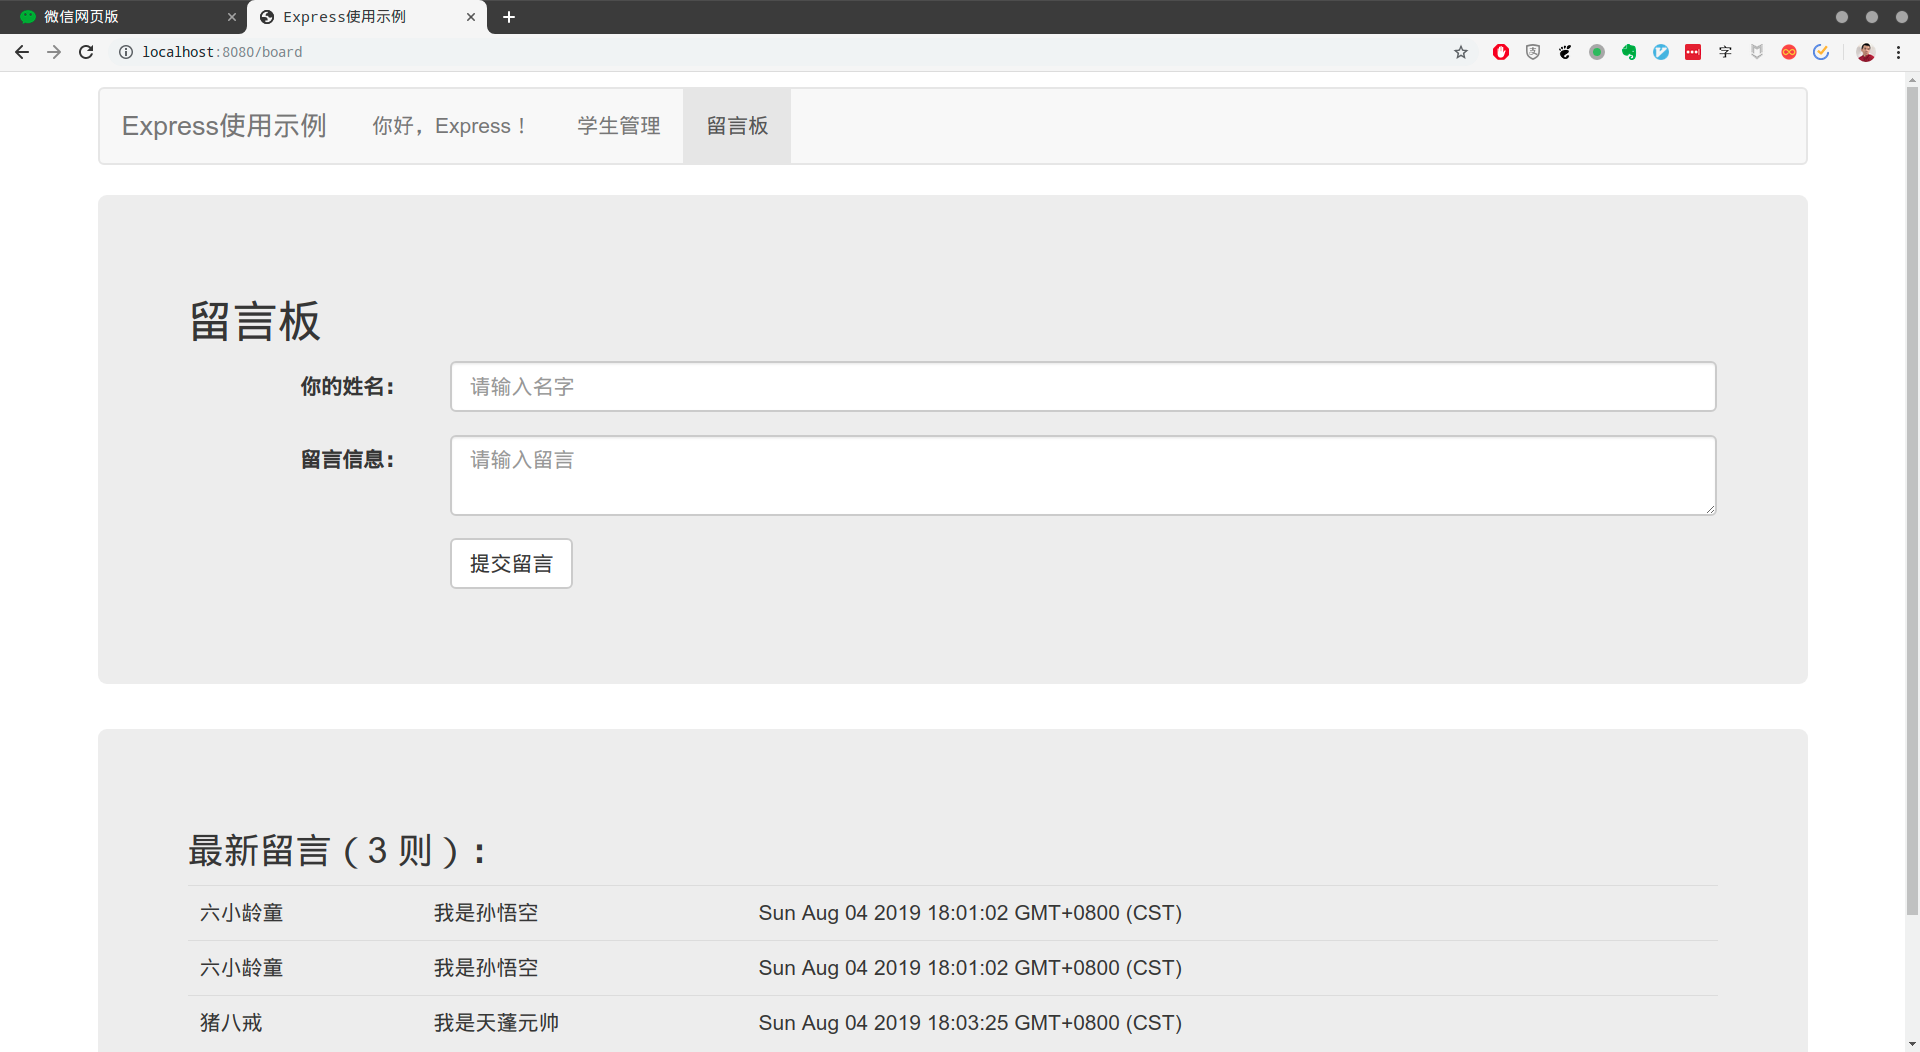 微信网页版
Express使用示例
localhost:8080/board
字
Express使用示例 你好，Express！ 学生管理 留言板
留言板
你的姓名： 请输入名字
留言信息： 请输入留言
提交留言
最新留言（3 则）：
六小龄童 我是孙悟空 Sun Aug 04 2019 18:01:02 GMT+0800 (CST)
六小龄童 我是孙悟空 Sun Aug 04 2019 18:01:02 GMT+0800 (CST)
猪八戒 我是天蓬元帅 Sun Aug 04 2019 18:03:25 GMT+0800 (CST)